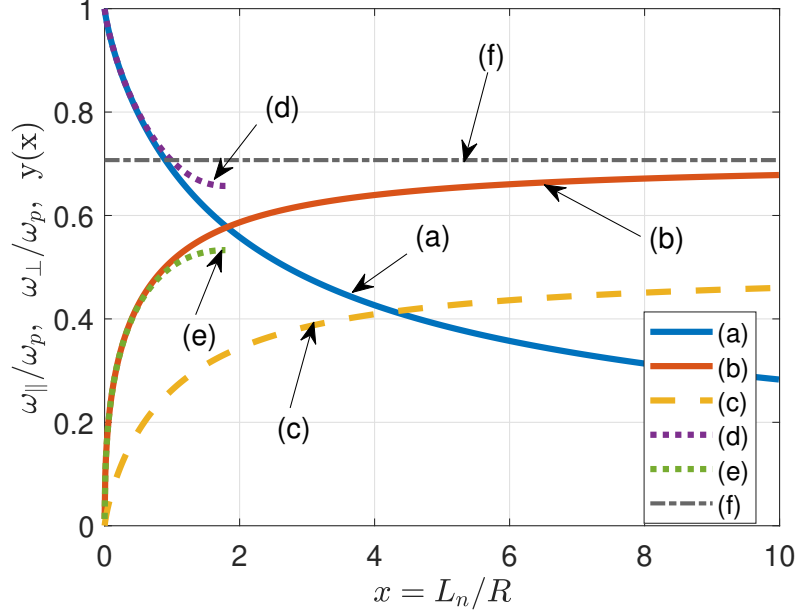 1
0.8
0.6
0.4
0.2
0
0
2
4
6
8
10
ω∥/ωp, ω⊥/ωp, y(x)
x = Ln/R
(f)
(d)
(b)
(a)
(e)
(c)
(a)
(b)
(c)
(d)
(e)
(f)